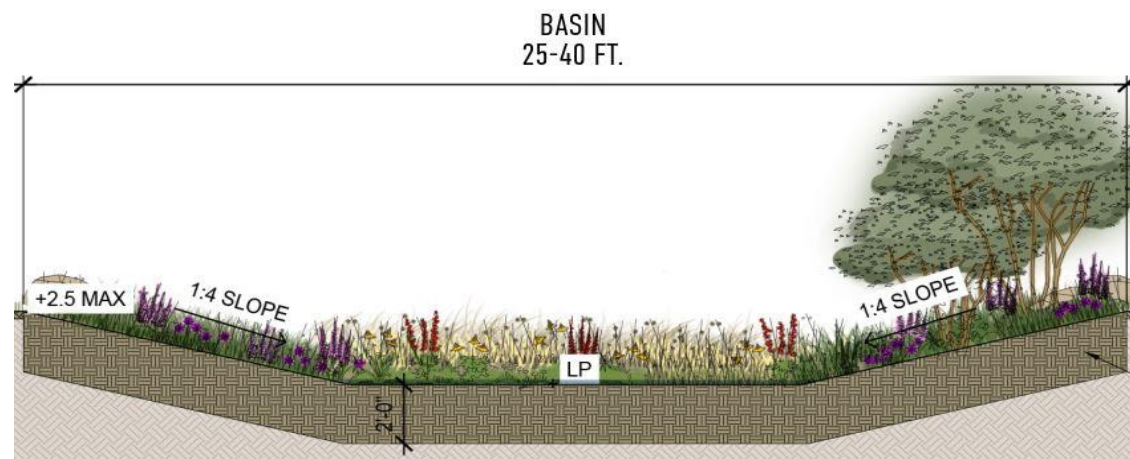 BASIN
25-40 FT.
+2.5 MAX
1:4 SLOPE
1:4 SLOPE
LP
2'-0"